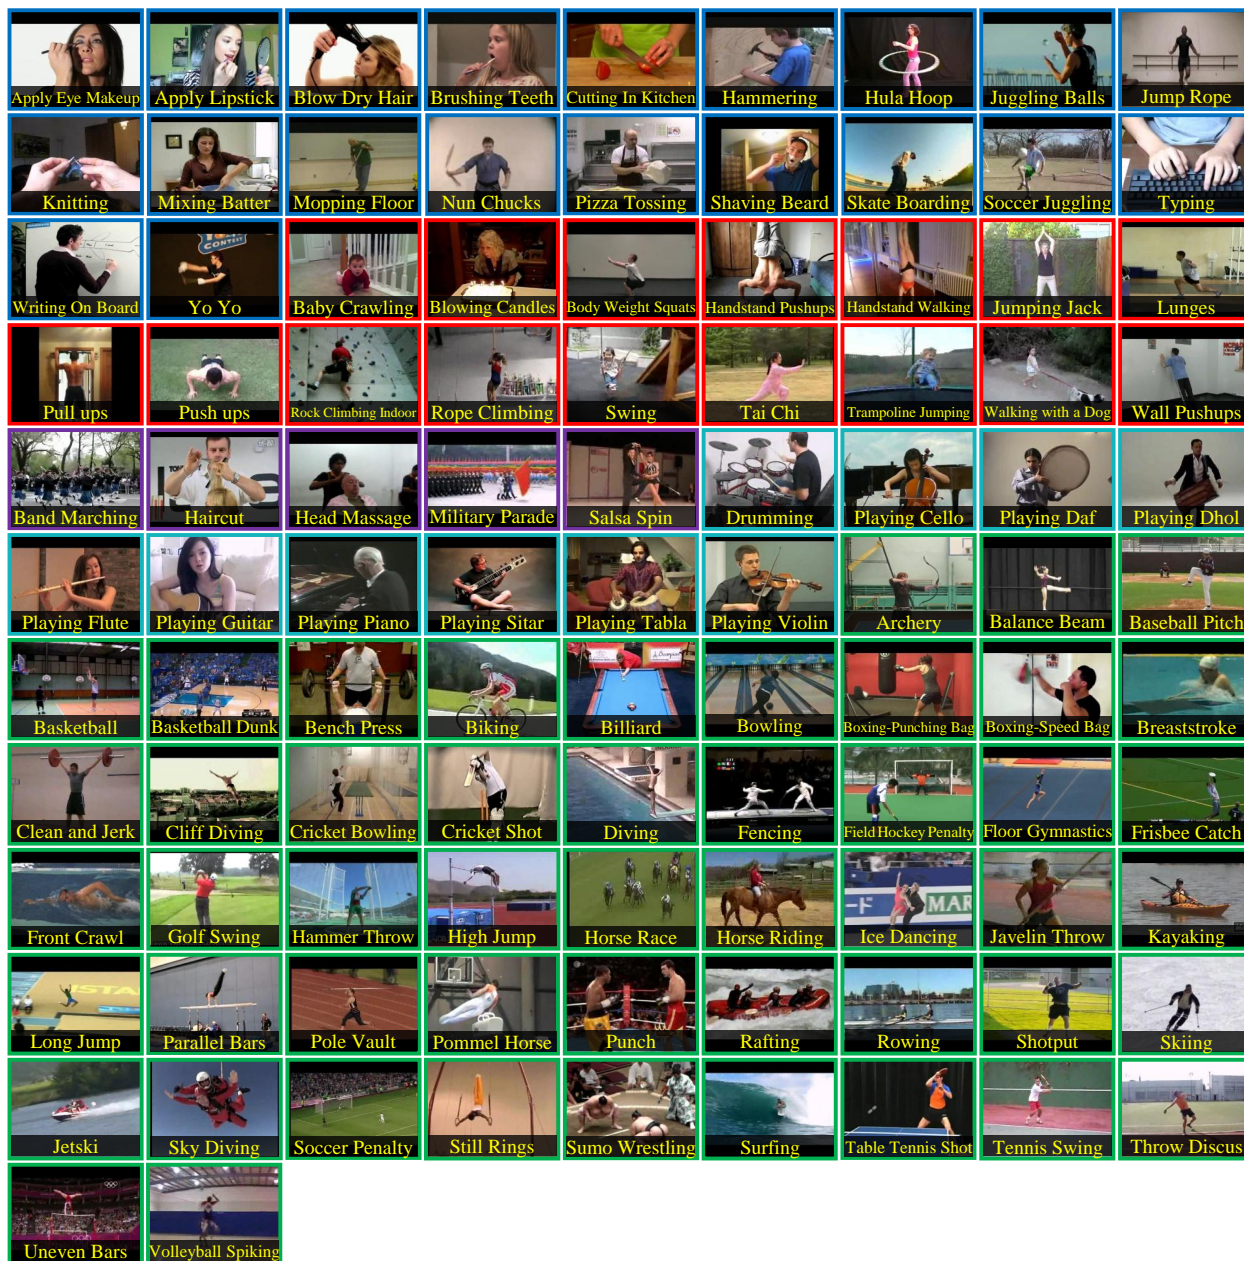 Apply Eye Makeup
Apply Lipstick
Blow Dry Hair
Brushing Teeth
Cutting In Kitchen
Hammering
Hula Hoop
Juggling Balls
Jump Rope
Knitting
Mixing Batter
Mopping Floor
Nun Chucks
Pizza Tossing
Shaving Beard
Skate Boarding
Soccer Juggling
Typing
Writing On Board
CONTEST
Yo Yo
Baby Crawling
Blowing Candles
Body Weight Squats
Handstand Pushups
Handstand Walking
Jumping Jack
Lunges
Pull ups
Push ups
Rock Climbing Indoor
Rope Climbing
Swing
Tai Chi
Trampoline Jumping
Walking with a Dog
Wall Pushups
Band Marching
Haircut
Head Massage
Military Parade
Salsa Spin
Drumming
Playing Cello
Playing Daf
Playing Dhol
Playing Flute
Playing Guitar
Playing Piano
Playing Sitar
Playing Tabla
Playing Violin
Archery
Balance Beam
Baseball Pitch
Basketball
Basketball Dunk
Bench Press
Biking
Billiard
Bowling
Boxing-Punching Bag
Boxing-Speed Bag
Breaststroke
Clean and Jerk
Cliff Diving
Cricket Bowling
Cricket Shot
Diving
Fencing
Field Hockey Penalty
Floor Gymnastics
Frisbee Catch
Front Crawl
Golf Swing
Hammer Throw
High Jump
Horse Race
Horse Riding
MAR
Ice Dancing
Javelin Throw
Kayaking
Long Jump
Parallel Bars
Pole Vault
Pommel Horse
Punch
Rafting
Rowing
Shotput
Skiing
Jetski
Sky Diving
Soccer Penalty
Still Rings
Sumo Wrestling
Surfing
Table Tennis Shot
Tennis Swing
Throw Discus
Uneven Bars
Volleyball Spiking